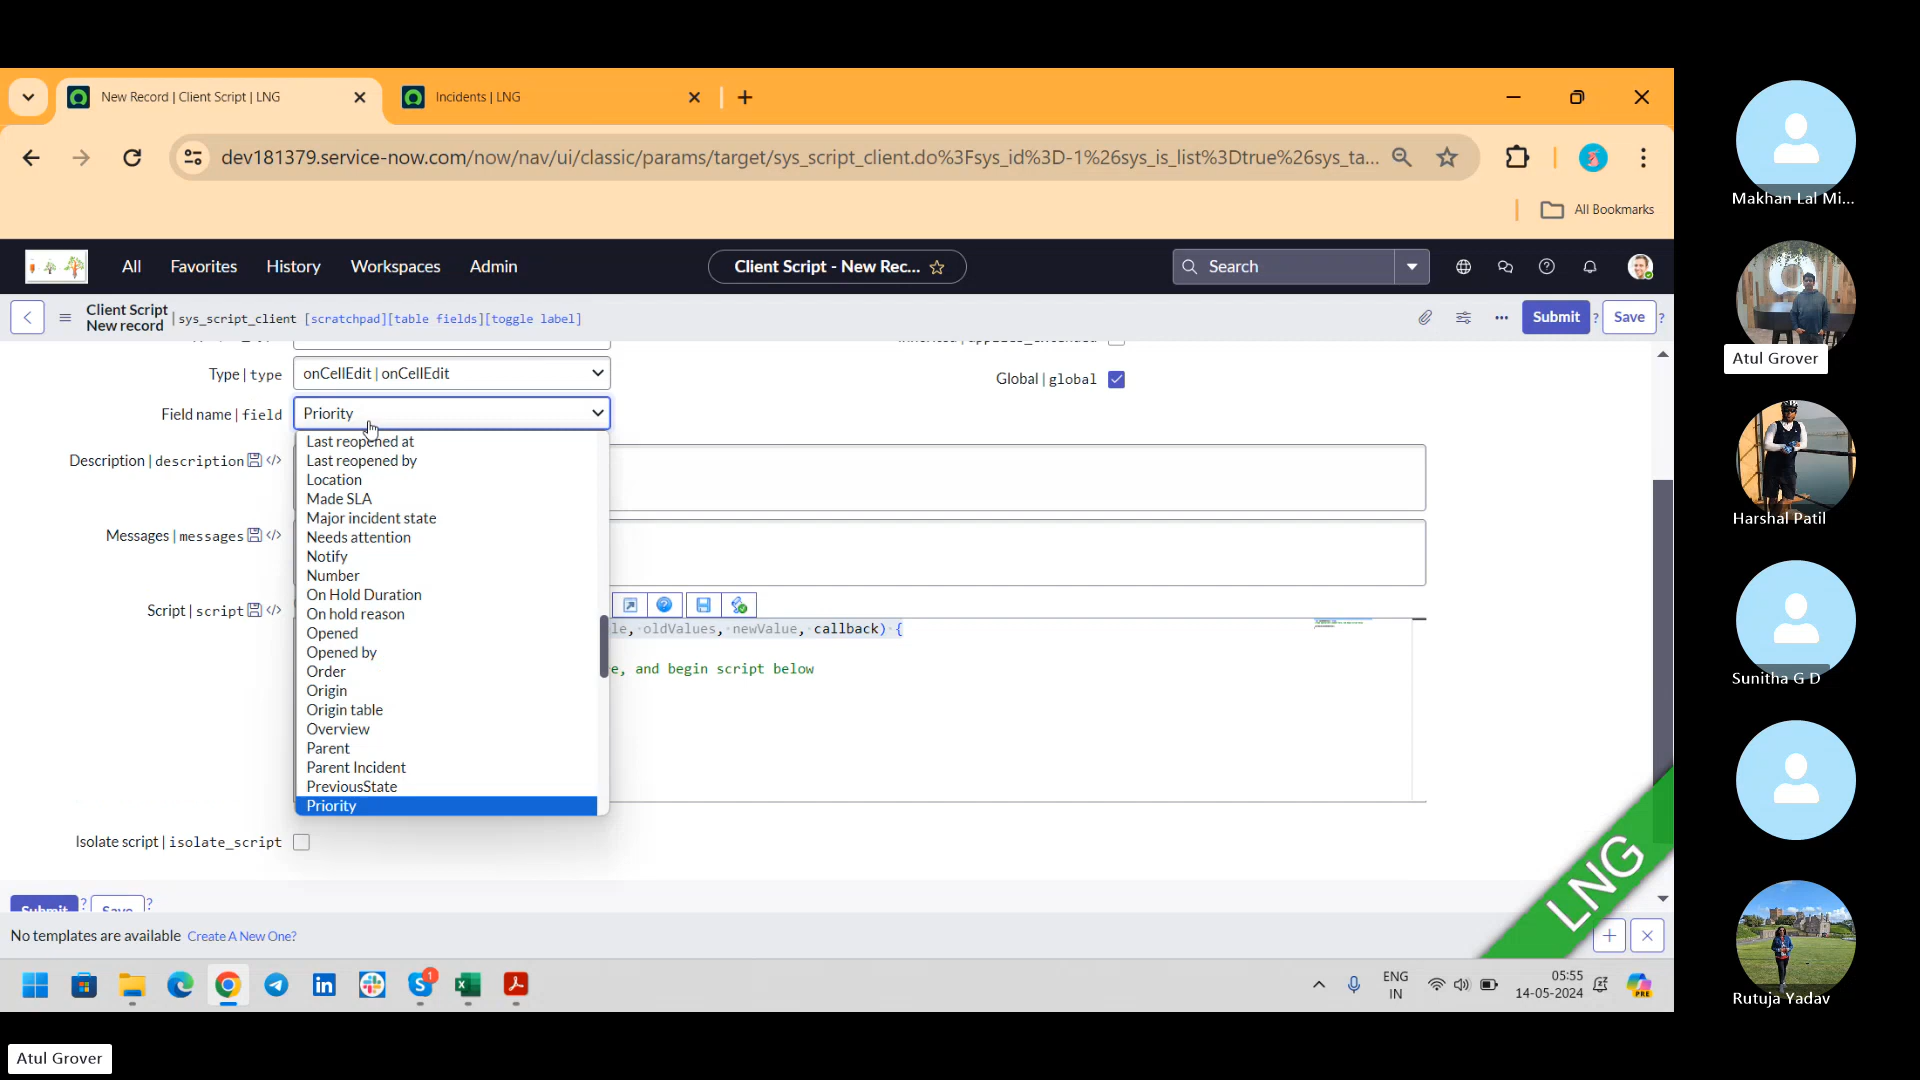 New Record | Client Script | LNG
Incidents | LNG
dev181379.service-now.com/now/nav/ui/classic/params/target/sys_script_client.do%3Fsys_id%3D-1%26sys_is_list%3Dtrue%26sys_ta...
All Bookmarks
All
Favorites
History
Workspaces
Admin
Client Script - New Rec...
Search
Client Script
New record
|sys_script_client [scratchpad][table fields][toggle label]
Submit ?
Save ?
Type | type
onCellEdit | onCellEdit
Global | global
Field name | field
Priority
Last reopened at
Description | description
Last reopened by
Location
Made SLA
Major incident state
Messages | messages
Needs attention
Notify
Number
On Hold Duration
Script | script
On hold reason
le, oldValues, newValue, callback) {
Opened
Opened by
e, and begin script below
Order
Origin
Origin table
Overview
Parent
Parent Incident
PreviousState
Priority
Isolate script | isolate_script
Submit ?
Save ?
No templates are available Create A New One?
LNG
1
ENG
IN
05:55
14-05-2024
PRE
Makhan Lal Mi...
Atul Grover
Harshal Patil
Sunitha G D
Rutuja Yadav
Atul Grover